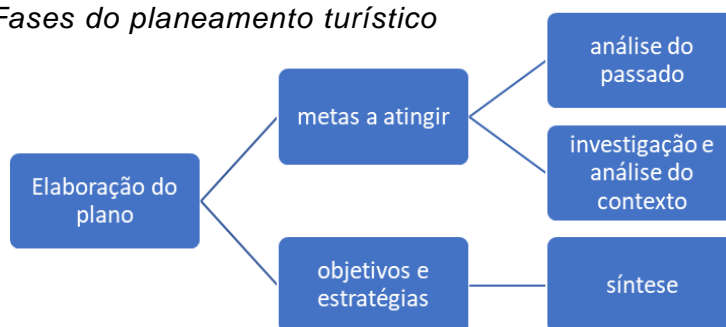 Fases do planeamento turístico
análise do
passado
metas a atingir
investigação e
análise do
contexto
Elaboração do
plano
objetivos e
estratégias
síntese